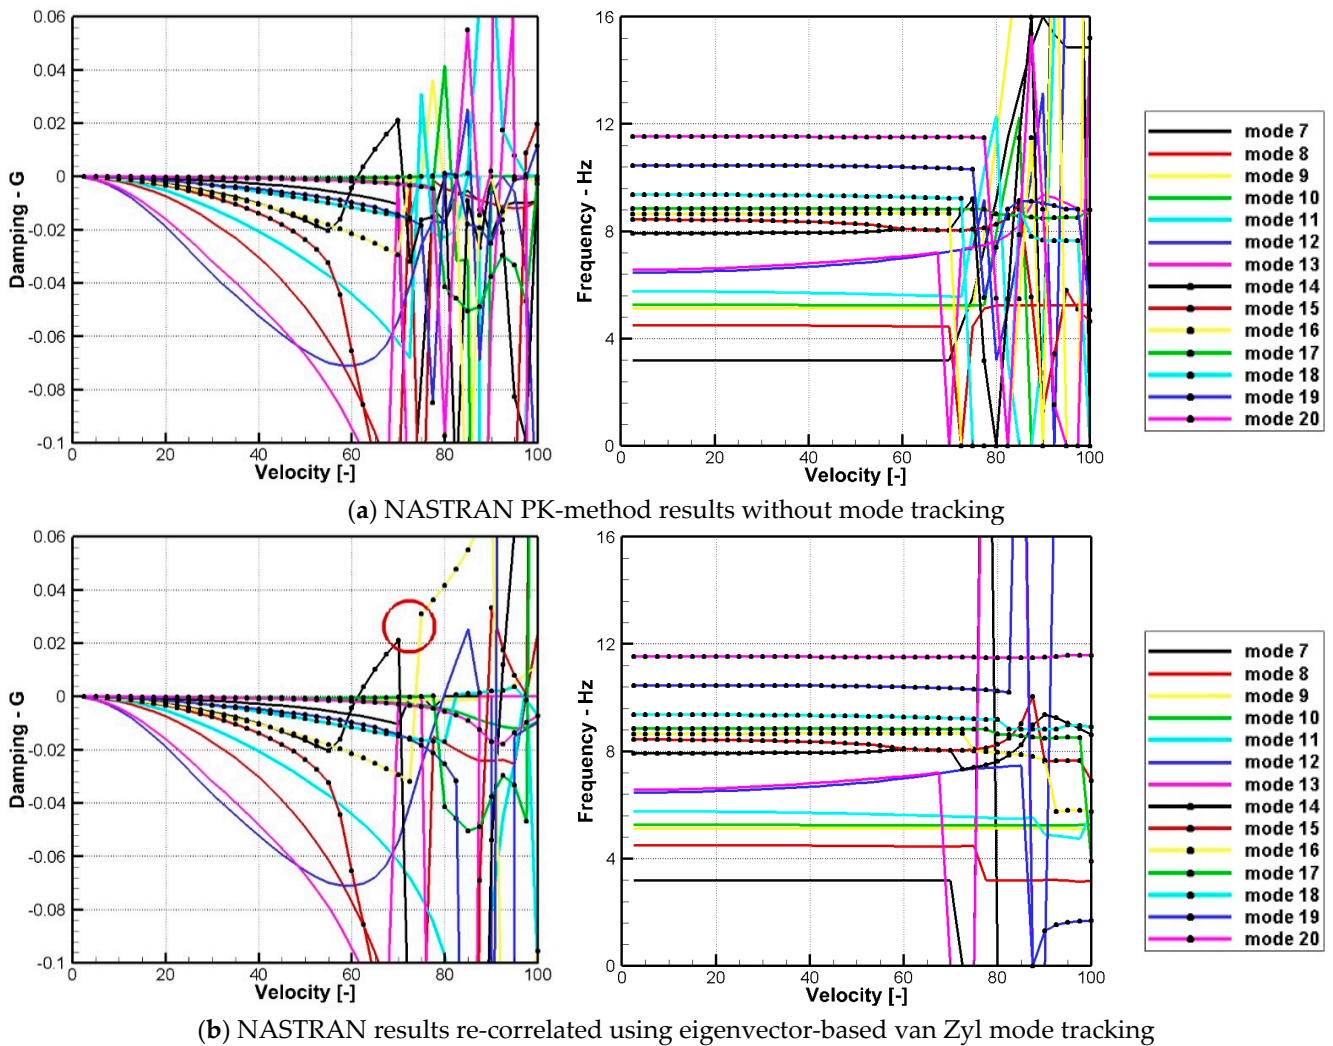 0.06
0.04
0.02
0
-0.02
-0.04
-0.06
-0.08
-0.1
Damping - G
0 20 40 60 80 100
Velocity [-]
16
12
8
4
0
Frequency - Hz
0 20 40 60 80 100
Velocity [-]
mode 7
mode 8
mode 9
mode 10
mode 11
mode 12
mode 13
mode 14
mode 15
mode 16
mode 17
mode 18
mode 19
mode 20
(a) NASTRAN PK-method results without mode tracking
0.06
0.04
0.02
0
-0.02
-0.04
-0.06
-0.08
-0.1
Damping - G
0 20 40 60 80 100
Velocity [-]
16
12
8
4
0
Frequency - Hz
0 20 40 60 80 100
Velocity [-]
mode 7
mode 8
mode 9
mode 10
mode 11
mode 12
mode 13
mode 14
mode 15
mode 16
mode 17
mode 18
mode 19
mode 20
(b) NASTRAN results re-correlated using eigenvector-based van Zyl mode tracking